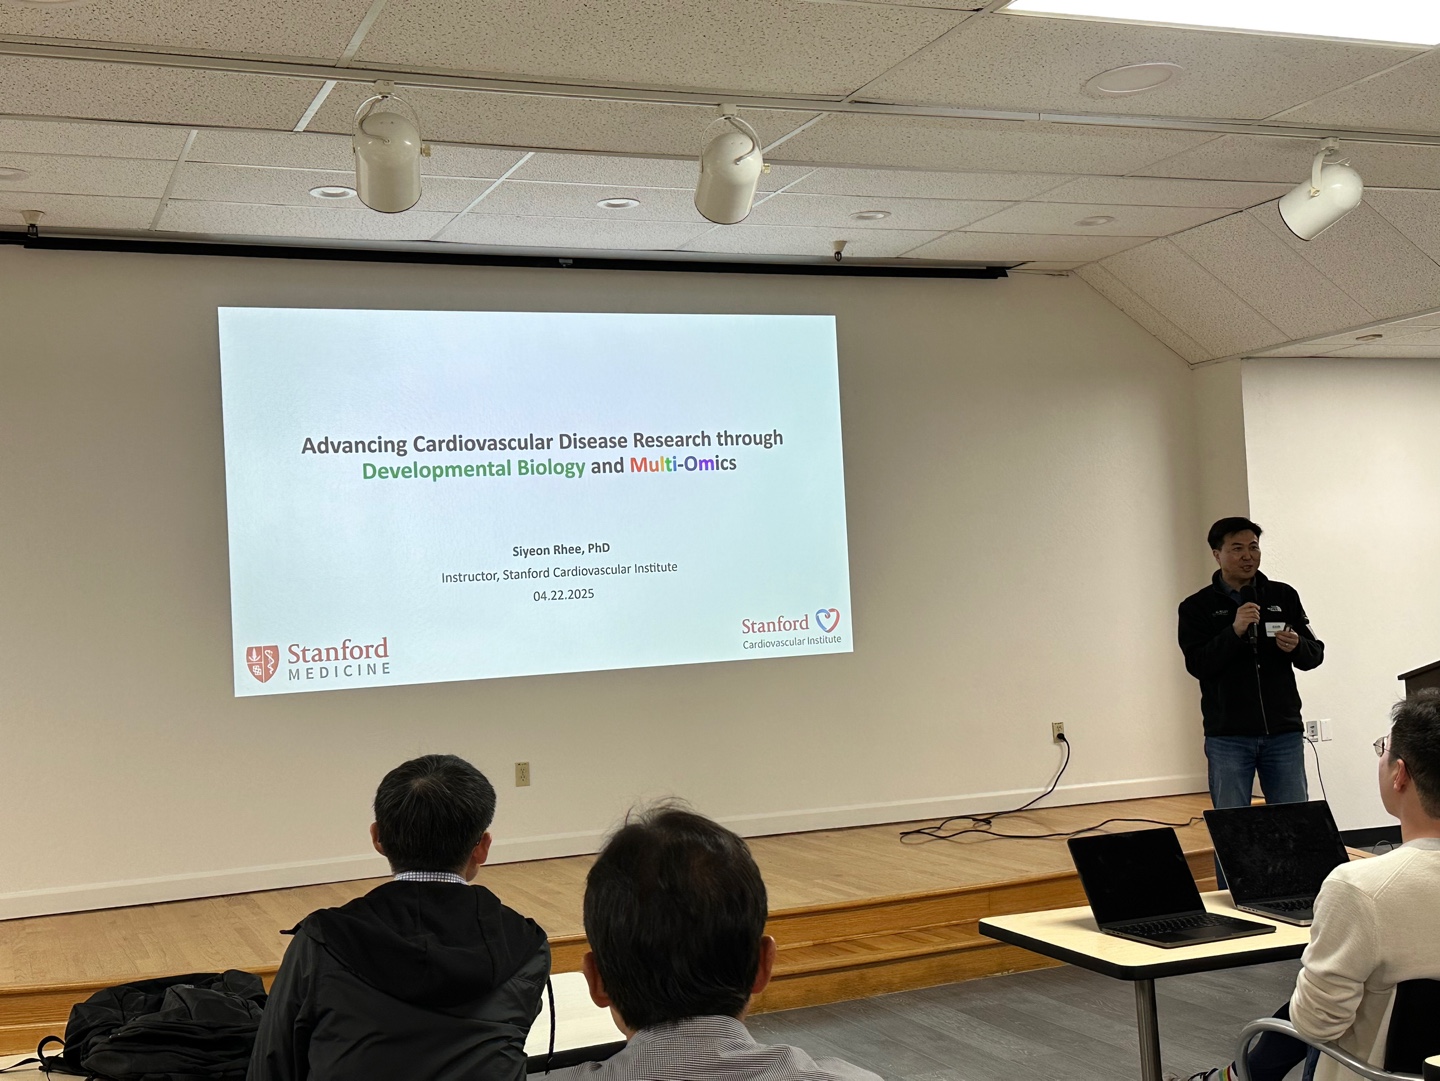 Advancing Cardiovascular Disease Research through
Developmental Biology and Multi-Omics
Siyeon Rhee, PhD
Instructor, Stanford Cardiovascular Institute
04.22.2025
Stanford
MEDICINE
Stanford
Cardiovascular Institute